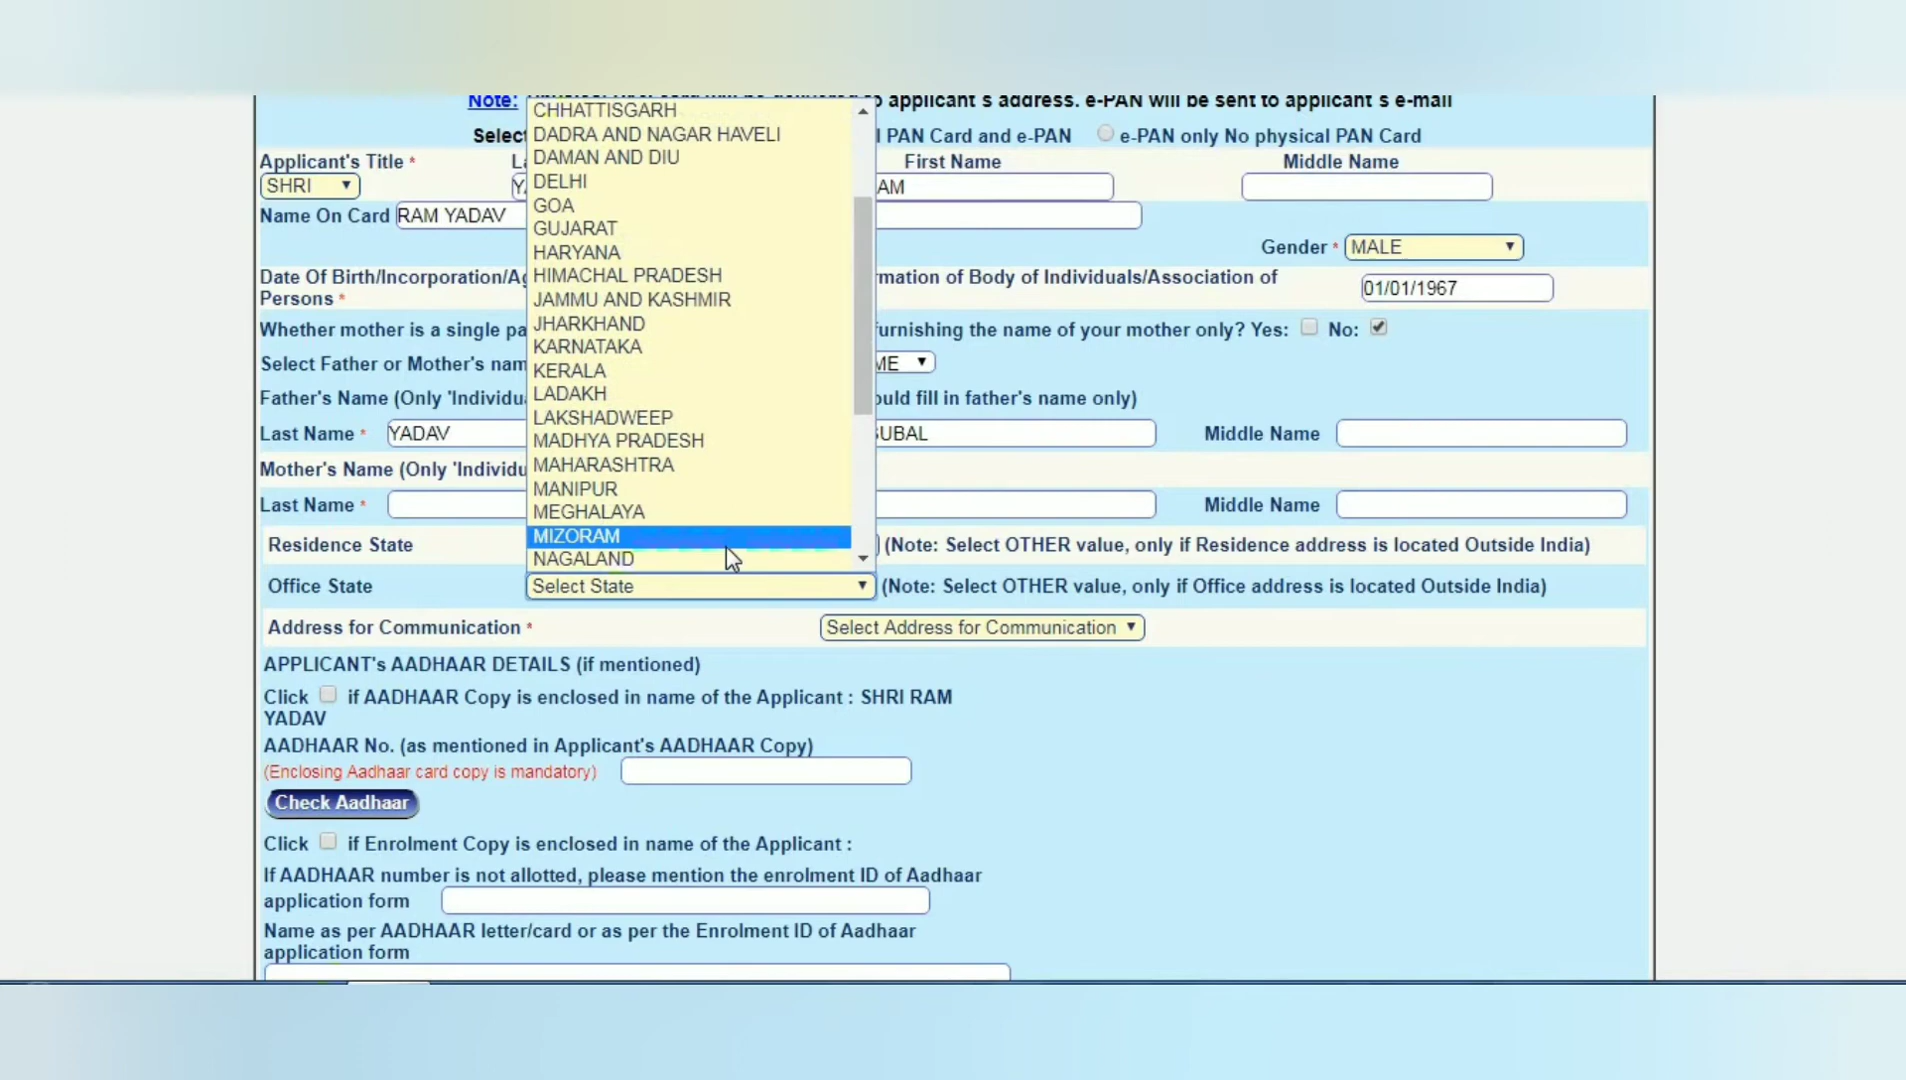 Note: applicant's address. e-PAN will be sent to applicant's e-mail
Select PAN Card and e-PAN e-PAN only No physical PAN Card
Applicant's Title * First Name Middle Name
SHRI AM
Name On Card RAM YADAV
Gender * MALE
Date Of Birth/Incorporation/Ag rmation of Body of Individuals/Association of
Persons * 01/01/1967
Whether mother is a single pa furnishing the name of your mother only? Yes: No:
Select Father or Mother's nam ME
Father's Name (Only 'Individu ould fill in father's name only)
Last Name * YADAV SUBAL Middle Name
Mother's Name (Only 'Individu
Last Name * Middle Name
Residence State (Note: Select OTHER value, only if Residence address is located Outside India)
CHHATTISGARH
DADRA AND NAGAR HAVELI
DAMAN AND DIU
DELHI
GOA
GUJARAT
HARYANA
HIMACHAL PRADESH
JAMMU AND KASHMIR
JHARKHAND
KARNATAKA
KERALA
LADAKH
LAKSHADWEEP
MADHYA PRADESH
MAHARASHTRA
MANIPUR
MEGHALAYA
MIZORAM
NAGALAND
Office State Select State (Note: Select OTHER value, only if Office address is located Outside India)
Address for Communication * Select Address for Communication
APPLICANT's AADHAAR DETAILS (if mentioned)
Click if AADHAAR Copy is enclosed in name of the Applicant : SHRI RAM
YADAV
AADHAAR No. (as mentioned in Applicant's AADHAAR Copy)
(Enclosing Aadhaar card copy is mandatory)
Check Aadhaar
Click if Enrolment Copy is enclosed in name of the Applicant :
If AADHAAR number is not allotted, please mention the enrolment ID of Aadhaar
application form
Name as per AADHAAR letter/card or as per the Enrolment ID of Aadhaar
application form